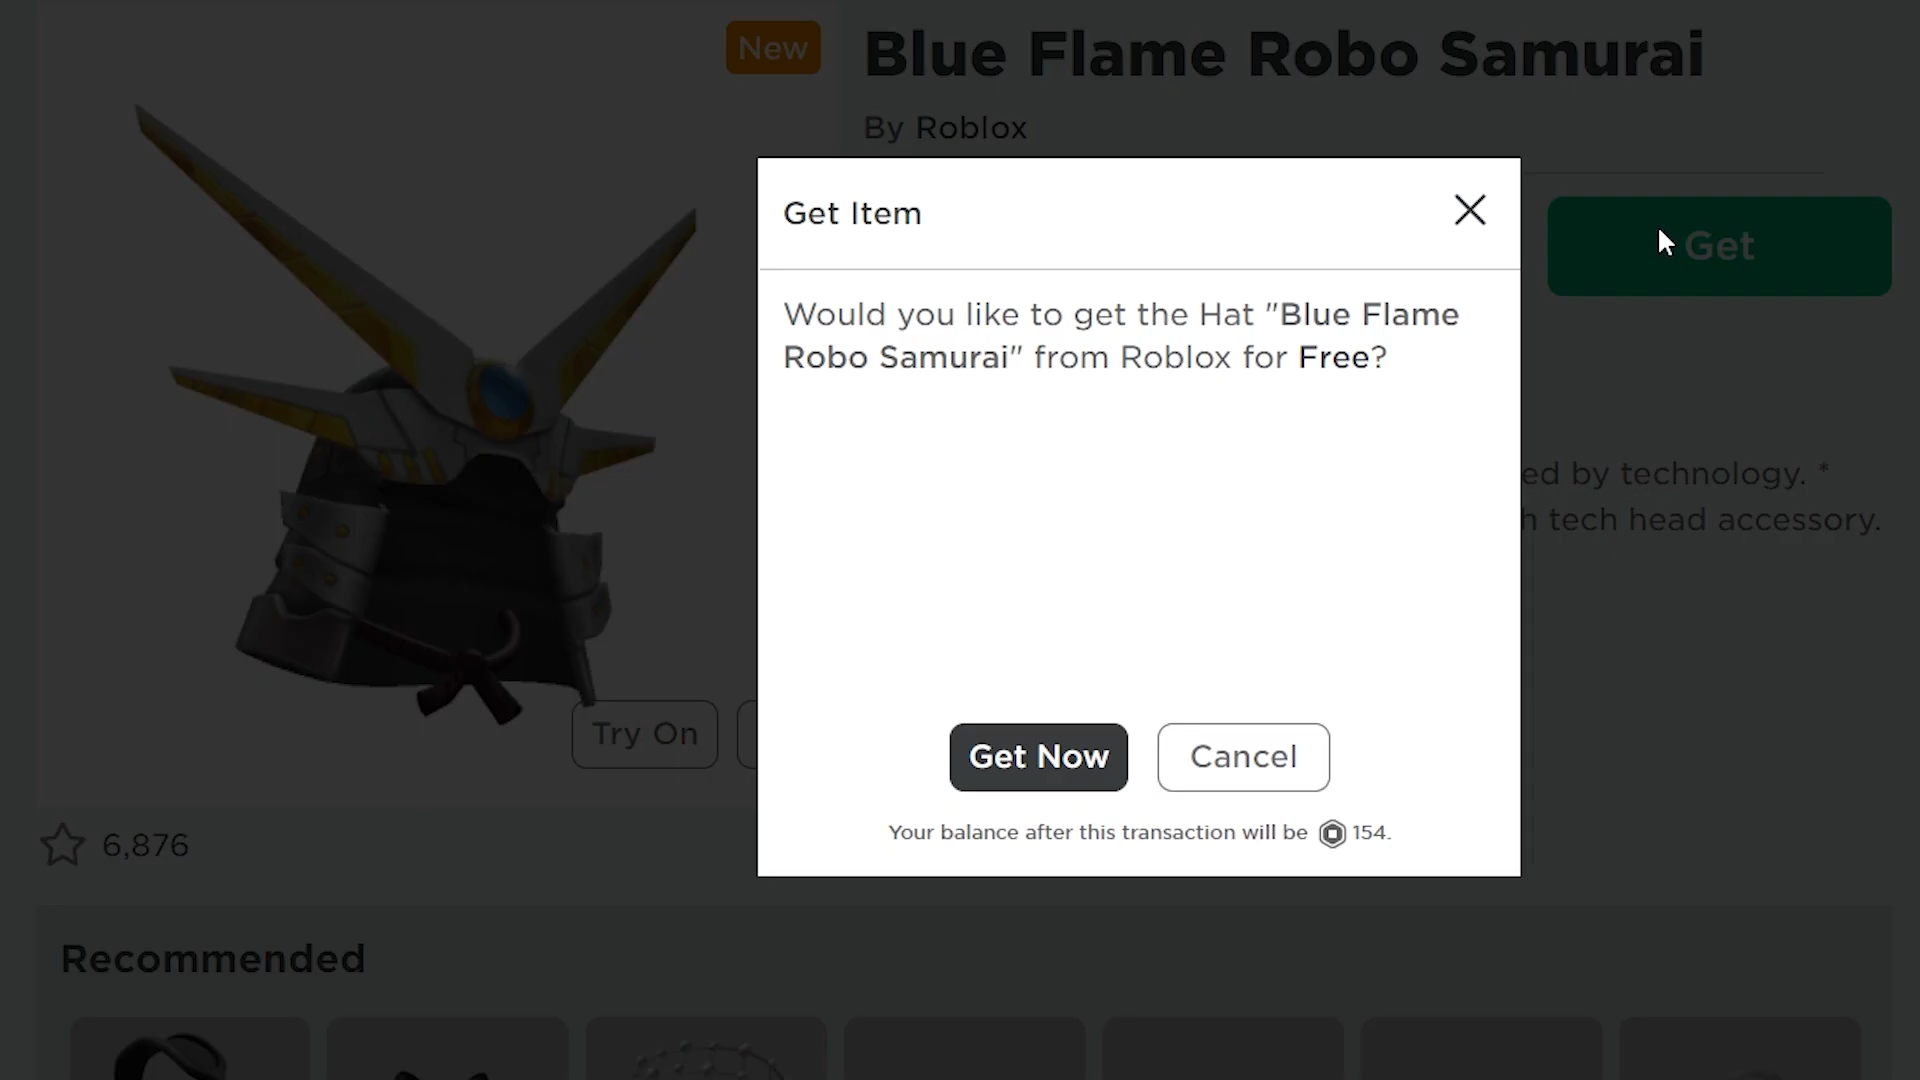 New
Blue Flame Robo Samurai
By Roblox
Get Item
Get
Would you like to get the Hat "Blue Flame
Robo Samurai" from Roblox for Free?
ed by technology. *
h tech head accessory.
Try On
Get Now
Cancel
Your balance after this transaction will be 154.
6,876
Recommended